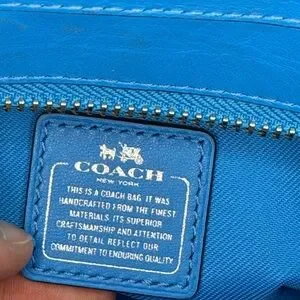 COACH
NEW YORK
THIS IS A COACH BAG. IT WAS
HANDCRAFTED FROM THE FINEST
MATERIALS. ITS SUPERIOR
CRAFTSMANSHIP AND ATTENTION
TO DETAIL REFLECT OUR
COMMITMENT TO ENDURING QUALITY.